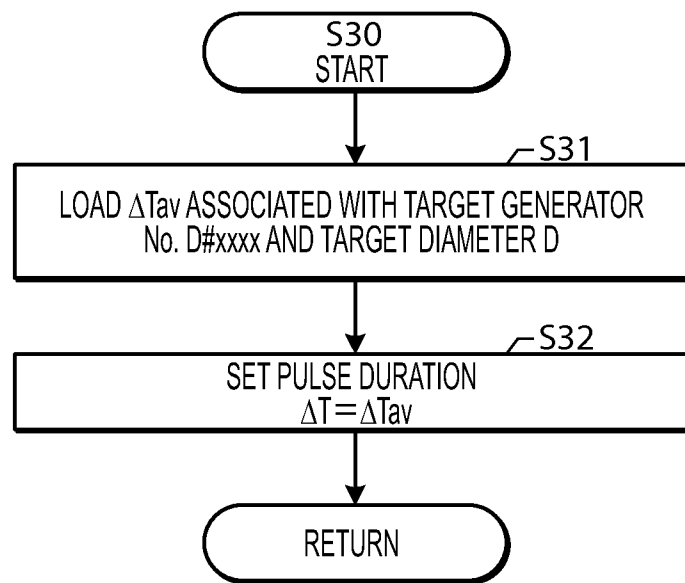 S30
START
S31
LOAD ΔTav ASSOCIATED WITH TARGET GENERATOR
No. D#xxxx AND TARGET DIAMETER D
S32
SET PULSE DURATION
ΔT=ΔTav
RETURN